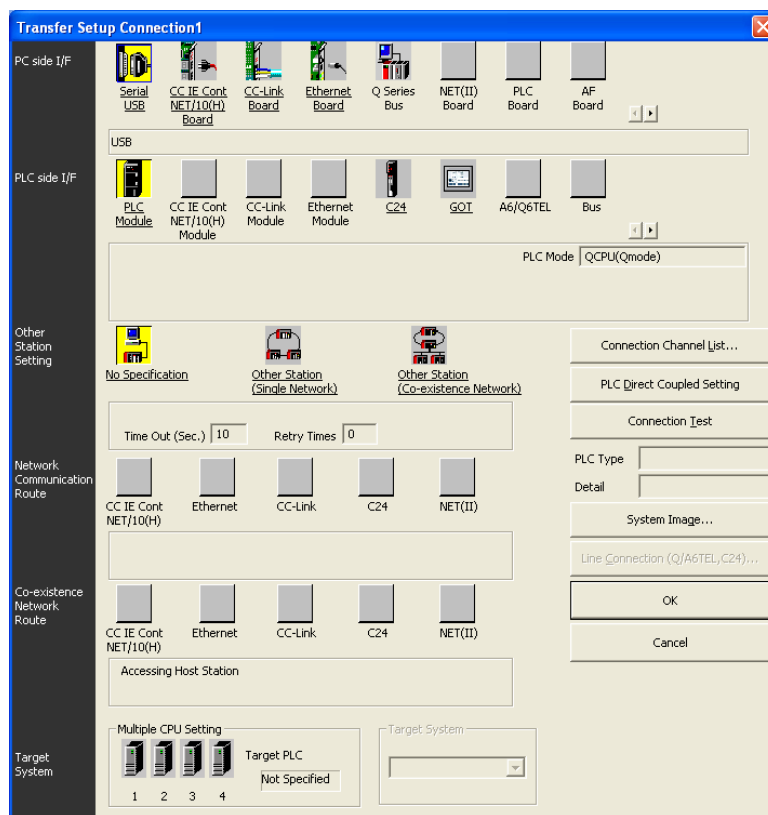 Transfer Setup Connection1
PC side I/F
Serial USB
CC IE Cont NET/10(H) Board
CC-Link Board
Ethernet Board
Q Series Bus
NET(II) Board
PLC Board
AF Board
USB
PLC side I/F
PLC Module
CC IE Cont NET/10(H) Module
CC-Link Module
Ethernet Module
C24
GOT
A6/Q6TEL
Bus
PLC Mode QCPU(Qmode)
Other Station Setting
No Specification
Other Station (Single Network)
Other Station (Co-existence Network)
Time Out (Sec.) 10 Retry Times 0
Connection Channel List...
PLC Direct Coupled Setting
Connection Test
PLC Type
Detail
System Image...
Line Connection (Q/A6TEL,C24)...
OK
Cancel
Network Communication Route
CC IE Cont NET/10(H)
Ethernet
CC-Link
C24
NET(II)
Co-existence Network Route
CC IE Cont NET/10(H)
Ethernet
CC-Link
C24
NET(II)
Accessing Host Station
Target System
Multiple CPU Setting
1 2 3 4
Target PLC
Not Specified
Target System